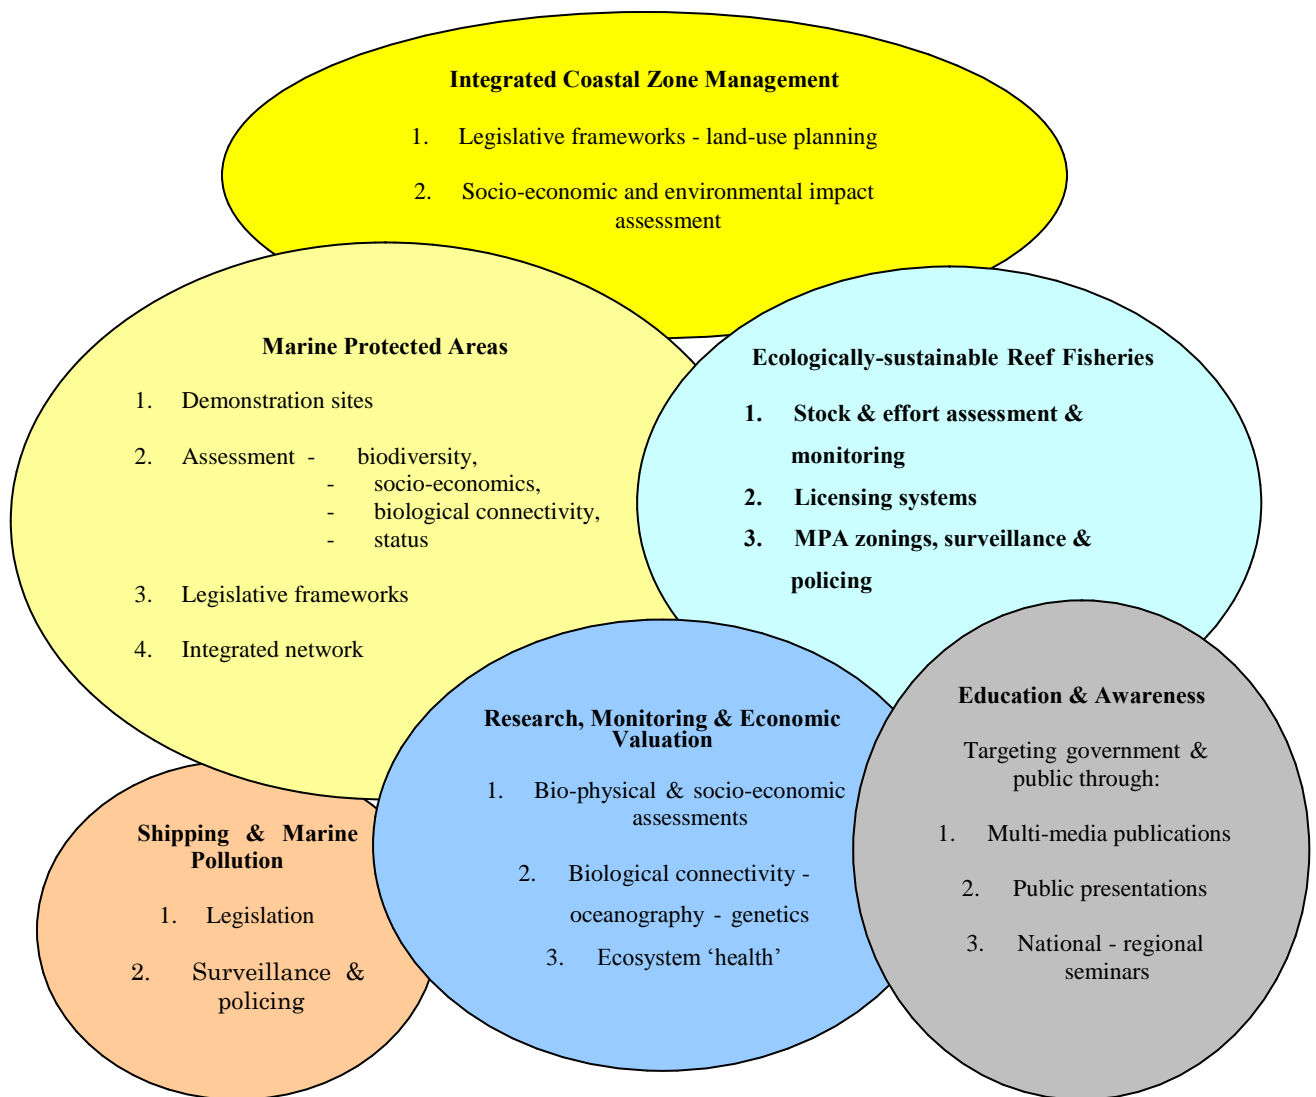 Integrated Coastal Zone Management
1. Legislative frameworks - land-use planning
2. Socio-economic and environmental impact
assessment
Marine Protected Areas
1. Demonstration sites
2. Assessment - biodiversity,
- socio-economics,
- biological connectivity,
- status
3. Legislative frameworks
4. Integrated network
Ecologically-sustainable Reef Fisheries
1. Stock & effort assessment &
monitoring
2. Licensing systems
3. MPA zonings, surveillance &
policing
Shipping & Marine
Pollution
1. Legislation
2. Surveillance &
policing
Research, Monitoring & Economic
Valuation
1. Bio-physical & socio-economic
assessments
2. Biological connectivity -
oceanography - genetics
3. Ecosystem ‘health’
Education & Awareness
Targeting government &
public through:
1. Multi-media publications
2. Public presentations
3. National - regional
seminars